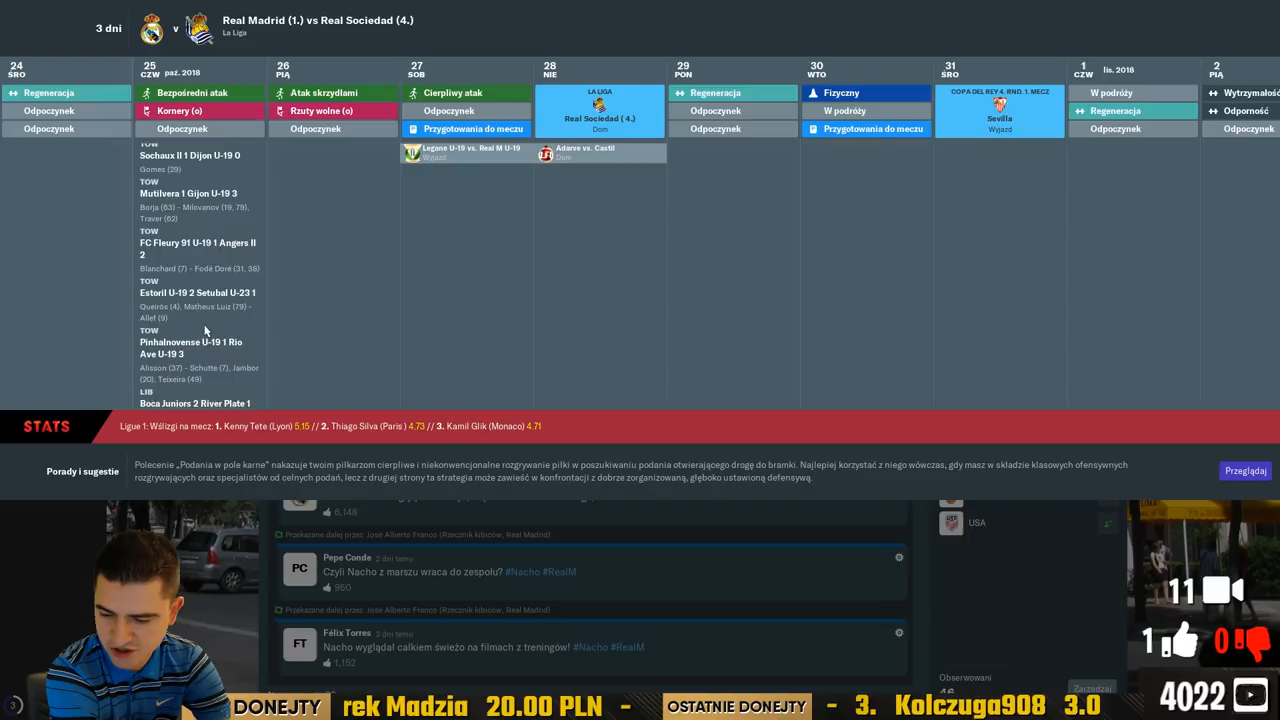 3 dni
v
Real Madrid (1.) vs Real Sociedad (4.)
La Liga
24
ŚRO
25
CZW paź. 2018
26
PIĄ
27
SOB
28
NIE
29
PON
30
WTO
31
ŚRO
1
CZW lis. 2018
2
PIĄ
Regeneracja
Odpoczynek
Odpoczynek
Bezpośredni atak
Kornery (o)
Odpoczynek
Atak skrzydłami
Rzuty wolne (o)
Odpoczynek
Cierpliwy atak
Odpoczynek
Przygotowania do meczu
LA LIGA
Real Sociedad ( 4.)
Dom
Regeneracja
Odpoczynek
Odpoczynek
Fizyczny
W podróży
Przygotowania do meczu
COPA DEL REY 4. RND. 1. MECZ
Sevilla
Wyjazd
W podróży
Regeneracja
Odpoczynek
Wytrzymałoś
Odporność
Odpoczynek
Legane U-19 vs. Real M U-19
Wyjazd
Adarve vs. Castil
Dom
TOW
Sochaux II 1 Dijon U-19 0
Gomes (29)
TOW
Mutilvera 1 Gijon U-19 3
Borja (63) - Milovanov (19, 79),
Traver (62)
TOW
FC Fleury 91 U-19 1 Angers II
2
Blanchard (7) - Fodé Doré (31, 38)
TOW
Estoril U-19 2 Setubal U-23 1
Queirós (4), Matheus Luiz (79) -
Allef (9)
TOW
Pinhalnovense U-19 1 Rio
Ave U-19 3
Alisson (37) - Schutte (7), Jambor
(20), Teixeira (49)
LIB
Boca Juniors 2 River Plate 1
STATS
Ligue 1: Wślizgi na mecz: 1. Kenny Tete (Lyon) 5.15 // 2. Thiago Silva (Paris ) 4.73 // 3. Kamil Glik (Monaco) 4.71
Porady i sugestie
Polecenie „Podania w pole karne” nakazuje twoim piłkarzom cierpliwe i niekonwencjonalne rozgrywanie piłki w poszukiwaniu podania otwierającego drogę do bramki. Najlepiej korzystać z niego wówczas, gdy masz w składzie klasowych ofensywnych
rozgrywających oraz specjalistów od celnych podań, lecz z drugiej strony ta strategia może zawieść w konfrontacji z dobrze zorganizowaną, głęboko ustawioną defensywą.
Przeglądaj
6,148
USA
Przekazane dalej przez: José Alberto Franco (Rzecznik kibiców, Real Madrid)
PC
Pepe Conde 2 dni temu
Czyli Nacho z marszu wraca do zespołu? #Nacho #RealM
950
Przekazane dalej przez: José Alberto Franco (Rzecznik kibiców, Real Madrid)
FT
Félix Torres 2 dni temu
Nacho wyglądał całkiem świeżo na filmach z treningów! #Nacho #RealM
1,152
Obserwowani
46
Zarządzaj
11
1
0
4022
3
DONEJTY
rek Madzia 20.00 PLN -
OSTATNIE DONEJTY
- 3. Kolczuga908 3.0